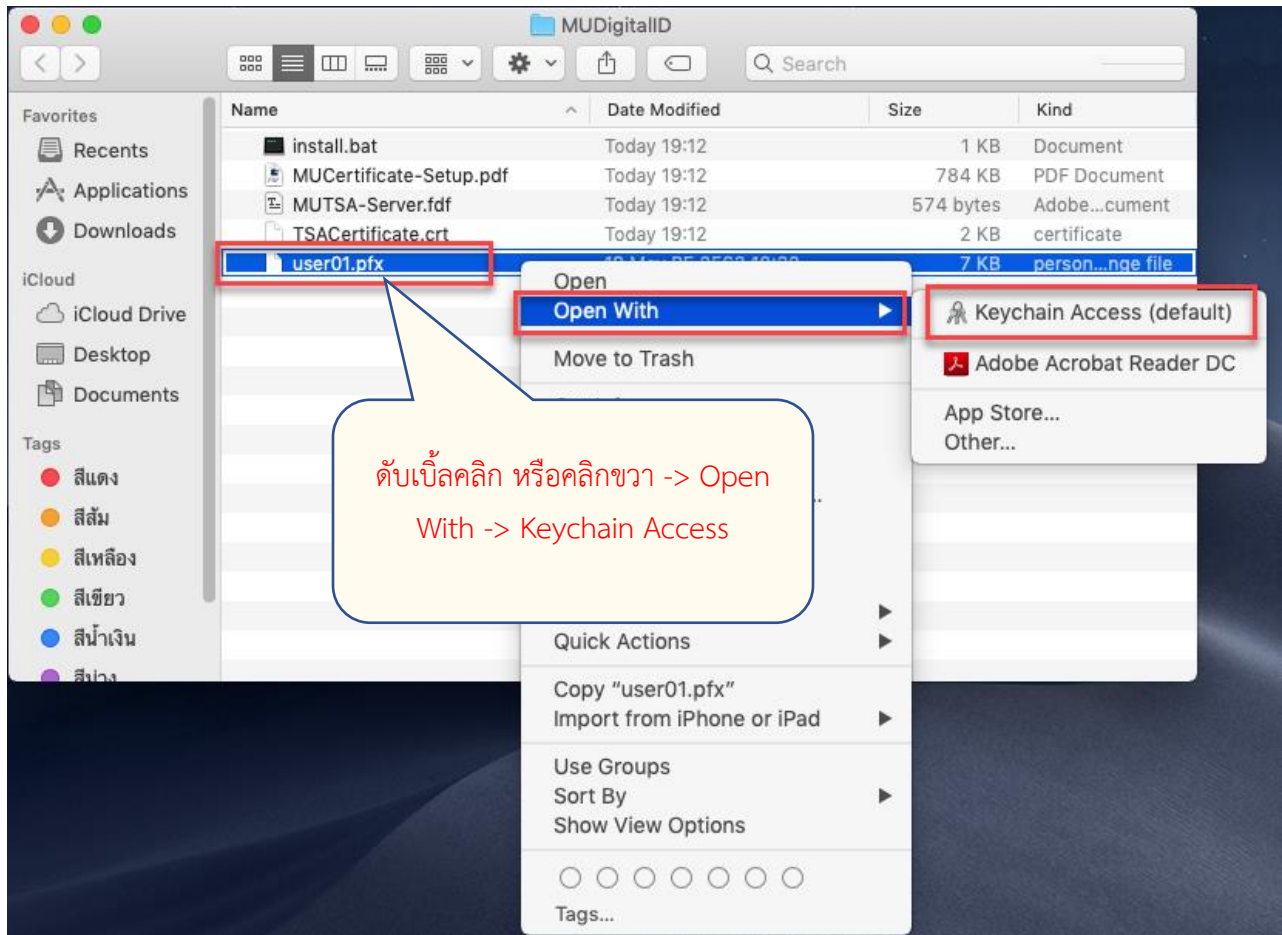 MUDigitalID
Search
Favorites
Recents
Applications
Downloads
iCloud
iCloud Drive
Desktop
Documents
Tags
สีแดง
สีส้ม
สีเหลือง
สีเขียว
สีน้ำเงิน
สีม่วง
Name Date Modified Size Kind
install.bat Today 19:12 1 KB Document
MUCertificate-Setup.pdf Today 19:12 784 KB PDF Document
MUTSA-Server.fdf Today 19:12 574 bytes Adobe...cument
TSACertificate.crt Today 19:12 2 KB certificate
user01.pfx 7 KB person...nge file
Open
Open With
Move to Trash
Quick Actions
Copy “user01.pfx”
Import from iPhone or iPad
Use Groups
Sort By
Show View Options
Tags...
Keychain Access (default)
Adobe Acrobat Reader DC
App Store...
Other...
ดับเบิ้ลคลิก หรือคลิกขวา -> Open
With -> Keychain Access